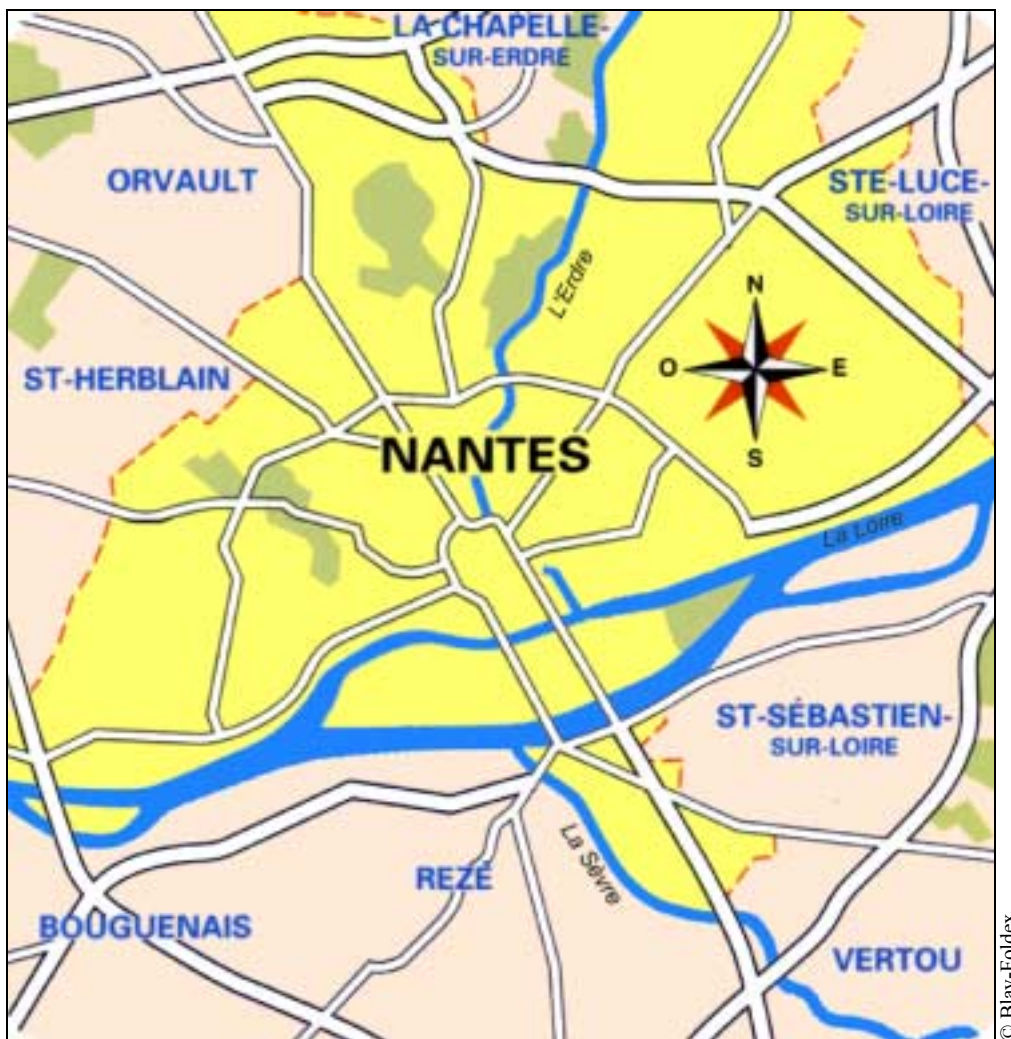 LA CHAPELLE-
SUR-ERDRE
ORVAULT
STE-LUCE-
SUR-LOIRE
L'Erdre
N
O
E
S
ST-HERBLAIN
NANTES
La Loire
ST-SÉBASTIEN-
SUR-LOIRE
La Sèvre
REZÉ
BOUGUENAIS
VERTOU
© Blay-Foldex